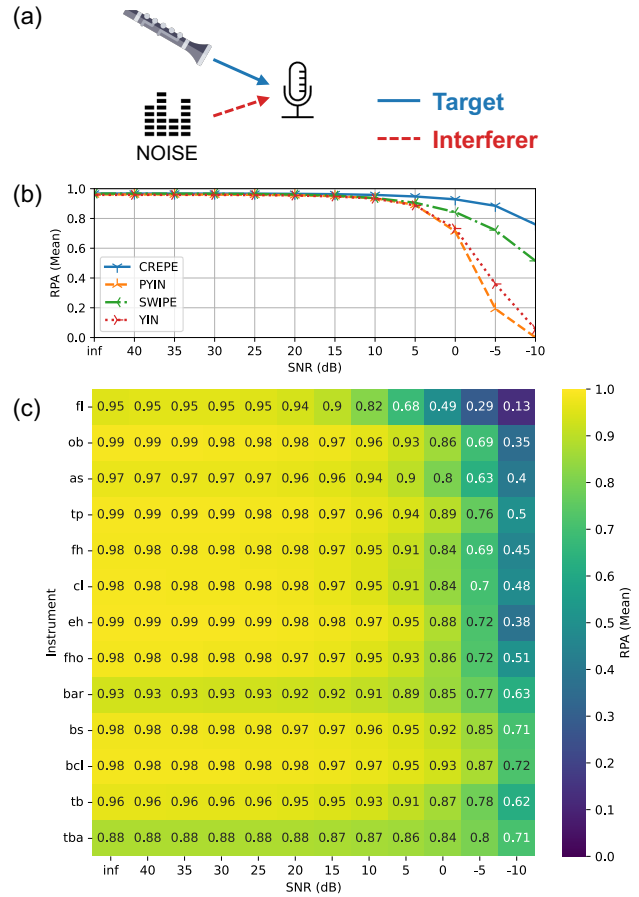 (a)
NOISE
Target
Interferer
(b)
RPA (Mean)
1.0
0.8
0.6
0.4
0.2
0.0
CREPE
PYIN
SWIPE
YIN
inf 40 35 30 25 20 15 10 5 0 -5 -10
SNR (dB)
(c)
Instrument
fl 0.95 0.95 0.95 0.95 0.95 0.94 0.9 0.82 0.68 0.49 0.29 0.13
ob 0.99 0.99 0.99 0.98 0.98 0.98 0.97 0.96 0.93 0.86 0.69 0.35
as 0.97 0.97 0.97 0.97 0.97 0.96 0.96 0.94 0.9 0.8 0.63 0.4
tp 0.99 0.99 0.99 0.99 0.98 0.98 0.97 0.96 0.94 0.89 0.76 0.5
fh 0.98 0.98 0.98 0.98 0.98 0.98 0.97 0.95 0.91 0.84 0.69 0.45
cl 0.98 0.98 0.98 0.98 0.98 0.98 0.97 0.95 0.91 0.84 0.7 0.48
eh 0.99 0.99 0.99 0.99 0.99 0.98 0.98 0.97 0.95 0.88 0.72 0.38
fho 0.98 0.98 0.98 0.98 0.98 0.97 0.97 0.95 0.93 0.86 0.72 0.51
bar 0.93 0.93 0.93 0.93 0.93 0.92 0.92 0.91 0.89 0.85 0.77 0.63
bs 0.98 0.98 0.98 0.98 0.98 0.97 0.97 0.96 0.95 0.92 0.85 0.71
bcl 0.98 0.98 0.98 0.98 0.98 0.98 0.98 0.97 0.95 0.93 0.87 0.72
tb 0.96 0.96 0.96 0.96 0.96 0.95 0.95 0.93 0.91 0.87 0.78 0.62
tba 0.88 0.88 0.88 0.88 0.88 0.88 0.87 0.87 0.86 0.84 0.8 0.71
inf 40 35 30 25 20 15 10 5 0 -5 -10
SNR (dB)
1.0
0.9
0.8
0.7
0.6
0.5
0.4
0.3
0.2
0.1
0.0
RPA (Mean)